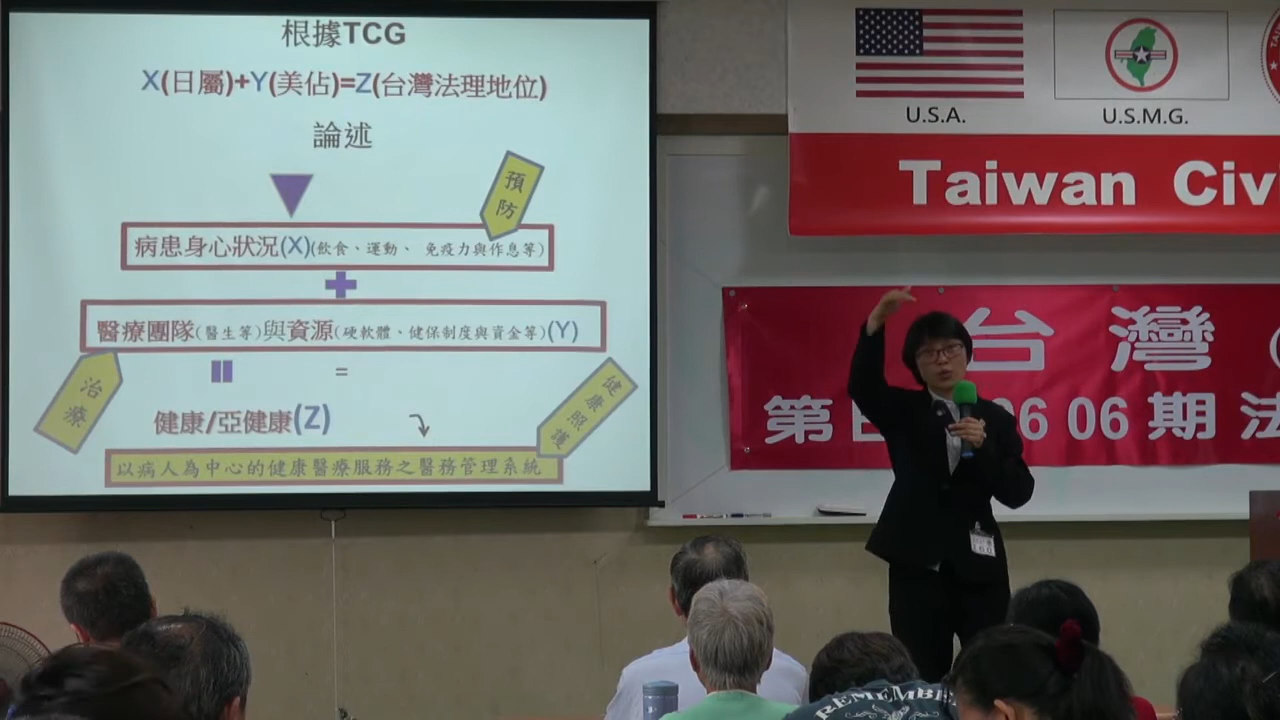 根據TCG
X(日屬)+Y(美佔)=Z(台灣法理地位)
論述
預防
病患身心狀況(X)(飲食、運動、 免疫力與作息等)
醫療團隊(醫生等)與資源(硬軟體、健保制度與資金等)(Y)
治療
=
健康照護
健康/亞健康(Z)
以病人為中心的健康醫療服務之醫務管理系統
U.S.A.
U.S.M.G.
Taiwan Civ
台灣
第 06 06 期 法
REMEMBE